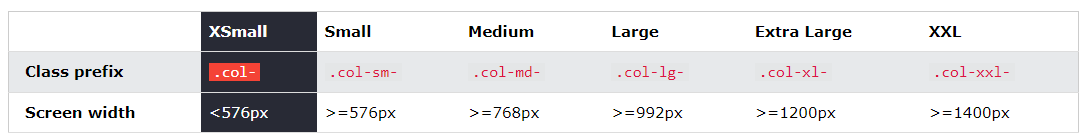 XSmall Small Medium Large Extra Large XXL
Class prefix .col- .col-sm- .col-md- .col-lg- .col-xl- .col-xxl-
Screen width <576px >=576px >=768px >=992px >=1200px >=1400px